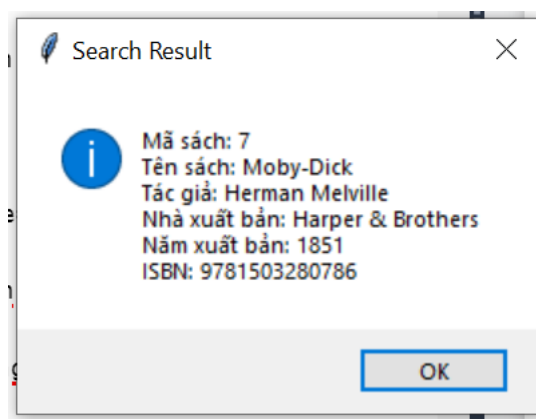 Search Result
Mã sách: 7
Tên sách: Moby-Dick
Tác giả: Herman Melville
Nhà xuất bản: Harper & Brothers
Năm xuất bản: 1851
ISBN: 9781503280786
OK